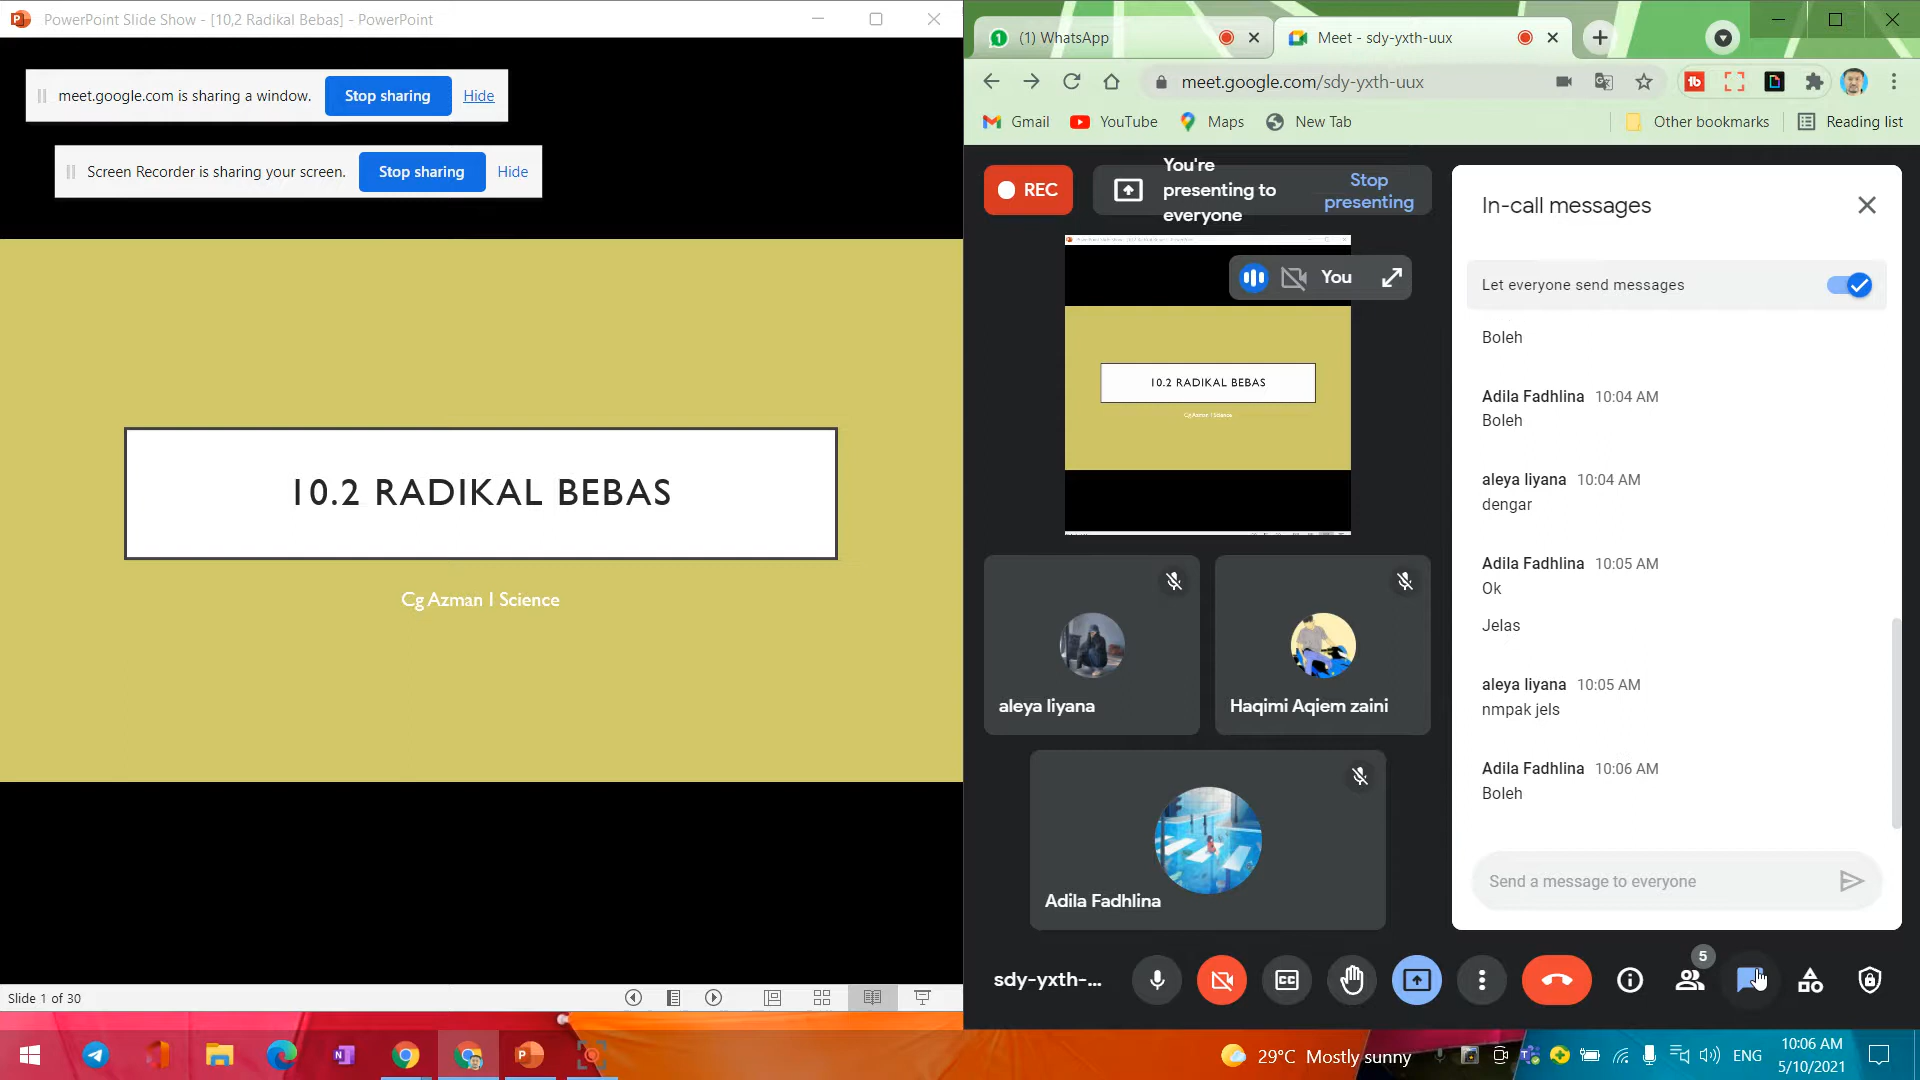 PowerPoint Slide Show - [10,2 Radikal Bebas] - PowerPoint
meet.google.com is sharing a window.
Stop sharing
Hide
Screen Recorder is sharing your screen.
Stop sharing
Hide
10.2 RADIKAL BEBAS
Cg Azman I Science
Slide 1 of 30
(1) WhatsApp
Meet - sdy-yxth-uux
meet.google.com/sdy-yxth-uux
Gmail
YouTube
Maps
New Tab
Other bookmarks
Reading list
REC
You're
presenting to
everyone
Stop
presenting
You
10.2 RADIKAL BEBAS
Cg Azman I Science
aleya liyana
Haqimi Aqiem zaini
Adila Fadhlina
In-call messages
Let everyone send messages
Boleh
Adila Fadhlina 10:04 AM
Boleh
aleya liyana 10:04 AM
dengar
Adila Fadhlina 10:05 AM
Ok
Jelas
aleya liyana 10:05 AM
nmpak jels
Adila Fadhlina 10:06 AM
Boleh
Send a message to everyone
sdy-yxth-...
5
29°C Mostly sunny
ENG
10:06 AM
5/10/2021